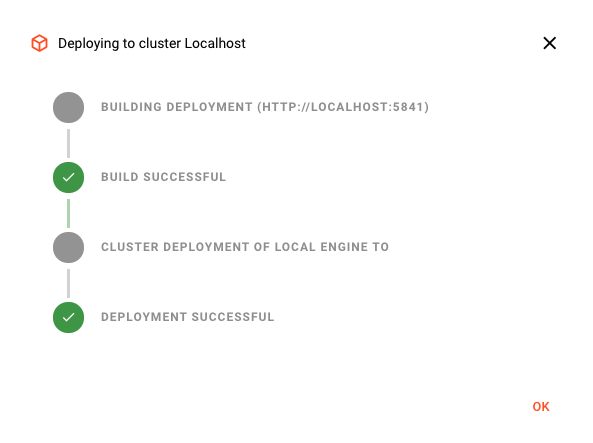 Deploying to cluster Localhost
BUILDING DEPLOYMENT (HTTP://LOCALHOST:5841)
BUILD SUCCESSFUL
CLUSTER DEPLOYMENT OF LOCAL ENGINE TO
DEPLOYMENT SUCCESSFUL
OK